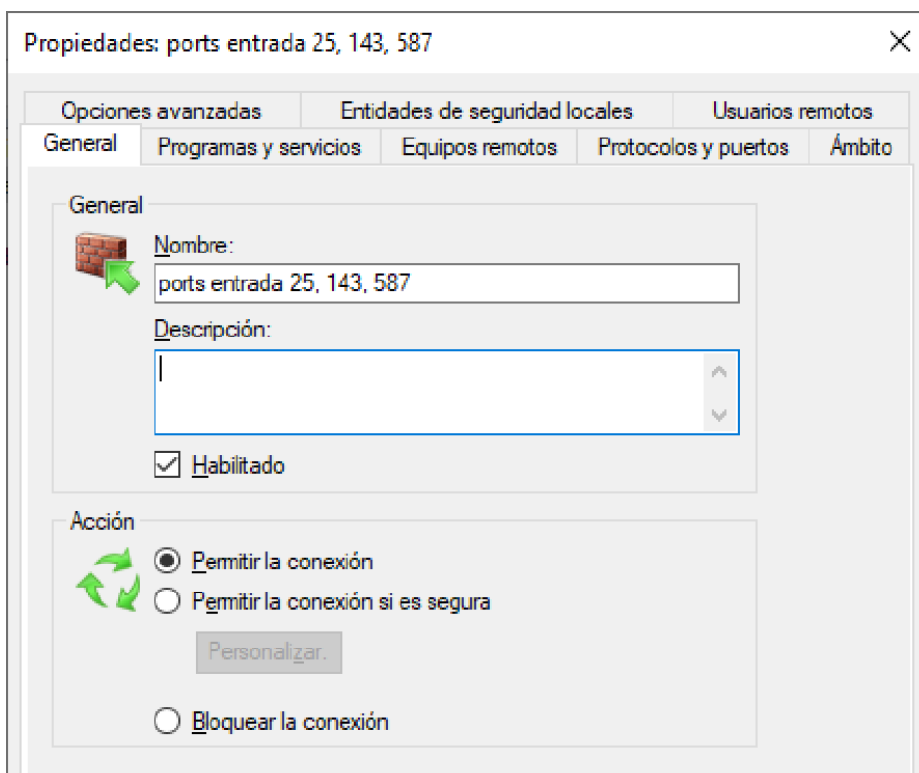 Propiedades: ports entrada 25, 143, 587
Opciones avanzadas Entidades de seguridad locales Usuarios remotos
General Programas y servicios Equipos remotos Protocolos y puertos Ámbito
General
Nombre:
ports entrada 25, 143, 587
Descripción:
Habilitado
Acción
Permitir la conexión
Permitir la conexión si es segura
Personalizar.
Bloquear la conexión